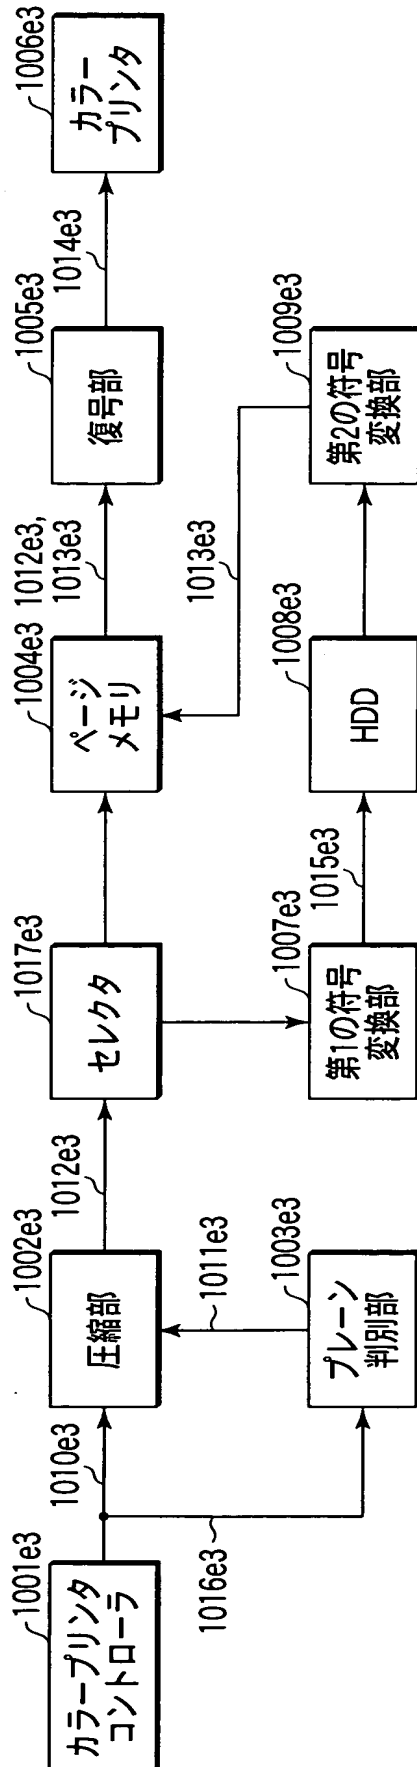 1001e3
カラープリンタ
コントローラ
1010e3
1016e3
1002e3
圧縮部
1011e3
1003e3
プレーン
判別部
1012e3
1017e3
セレクタ
1007e3
第1の符号
変換部
1015e3
1004e3
ページ
メモリ
1012e3,
1013e3
1013e3
1008e3
HDD
1005e3
復号部
1009e3
第2の符号
変換部
1014e3
1006e3
カラー
プリンタ